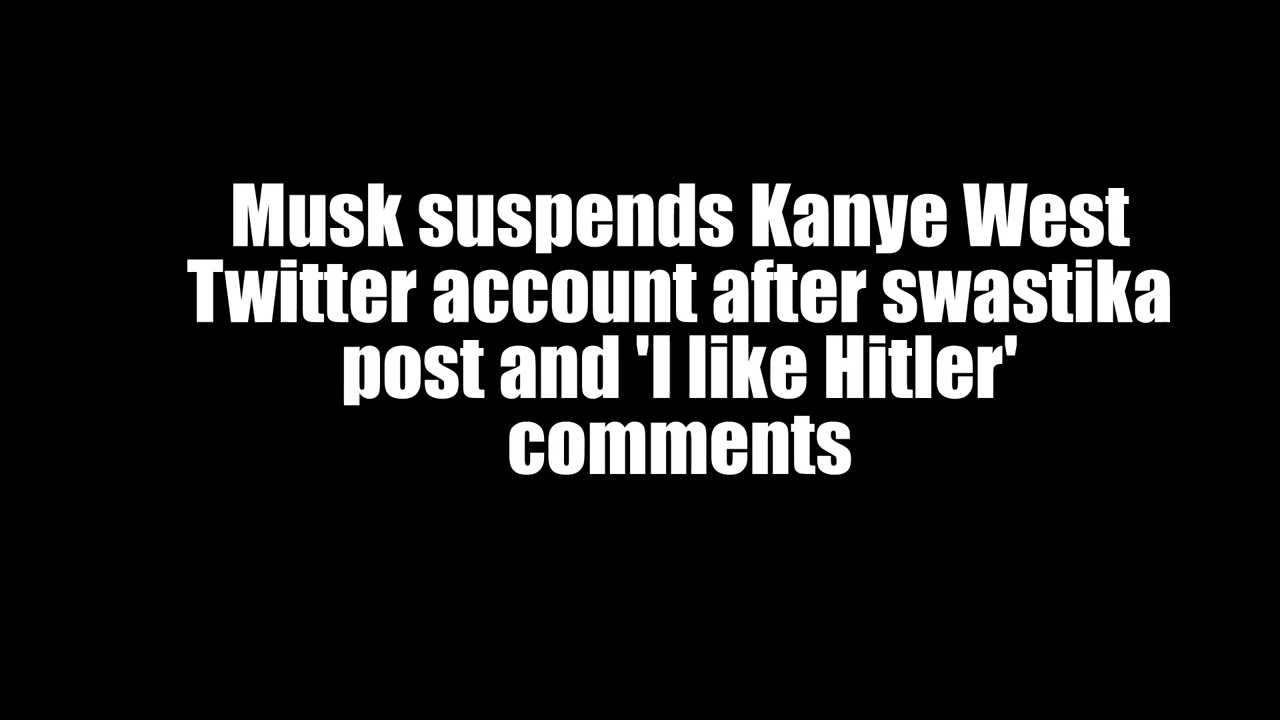 Musk suspends Kanye West
Twitter account after swastika
post and 'I like Hitler'
comments